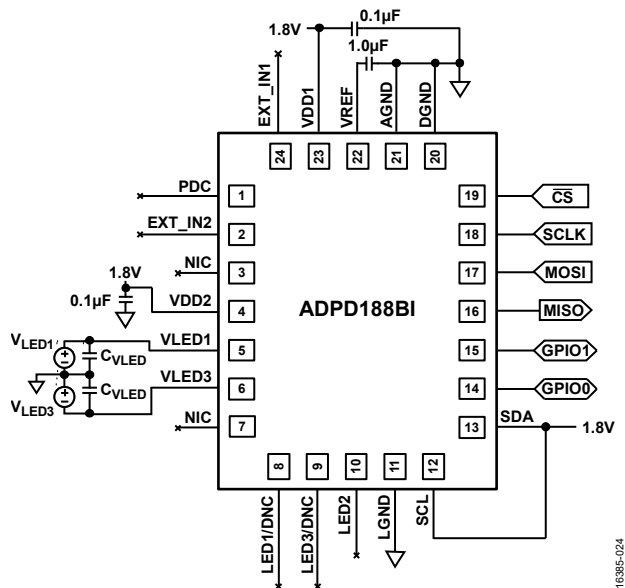 0.1µF
1.8V
1.0µF
EXT_IN1
VDD1
VREF
AGND
DGND
24
23
22
21
20
PDC
1
19
CS
EXT_IN2
2
18
SCLK
NIC
3
17
MOSI
1.8V
0.1µF
VDD2
4
ADPD188BI
16
MISO
VLED1
VLED1
CVLED
5
15
GPIO1
VLED3
CVLED
VLED3
6
14
GPIO0
NIC
7
13
SDA
1.8V
8
9
10
11
12
LED1/DNC
LED3/DNC
LED2
LGND
SCL
16385-024